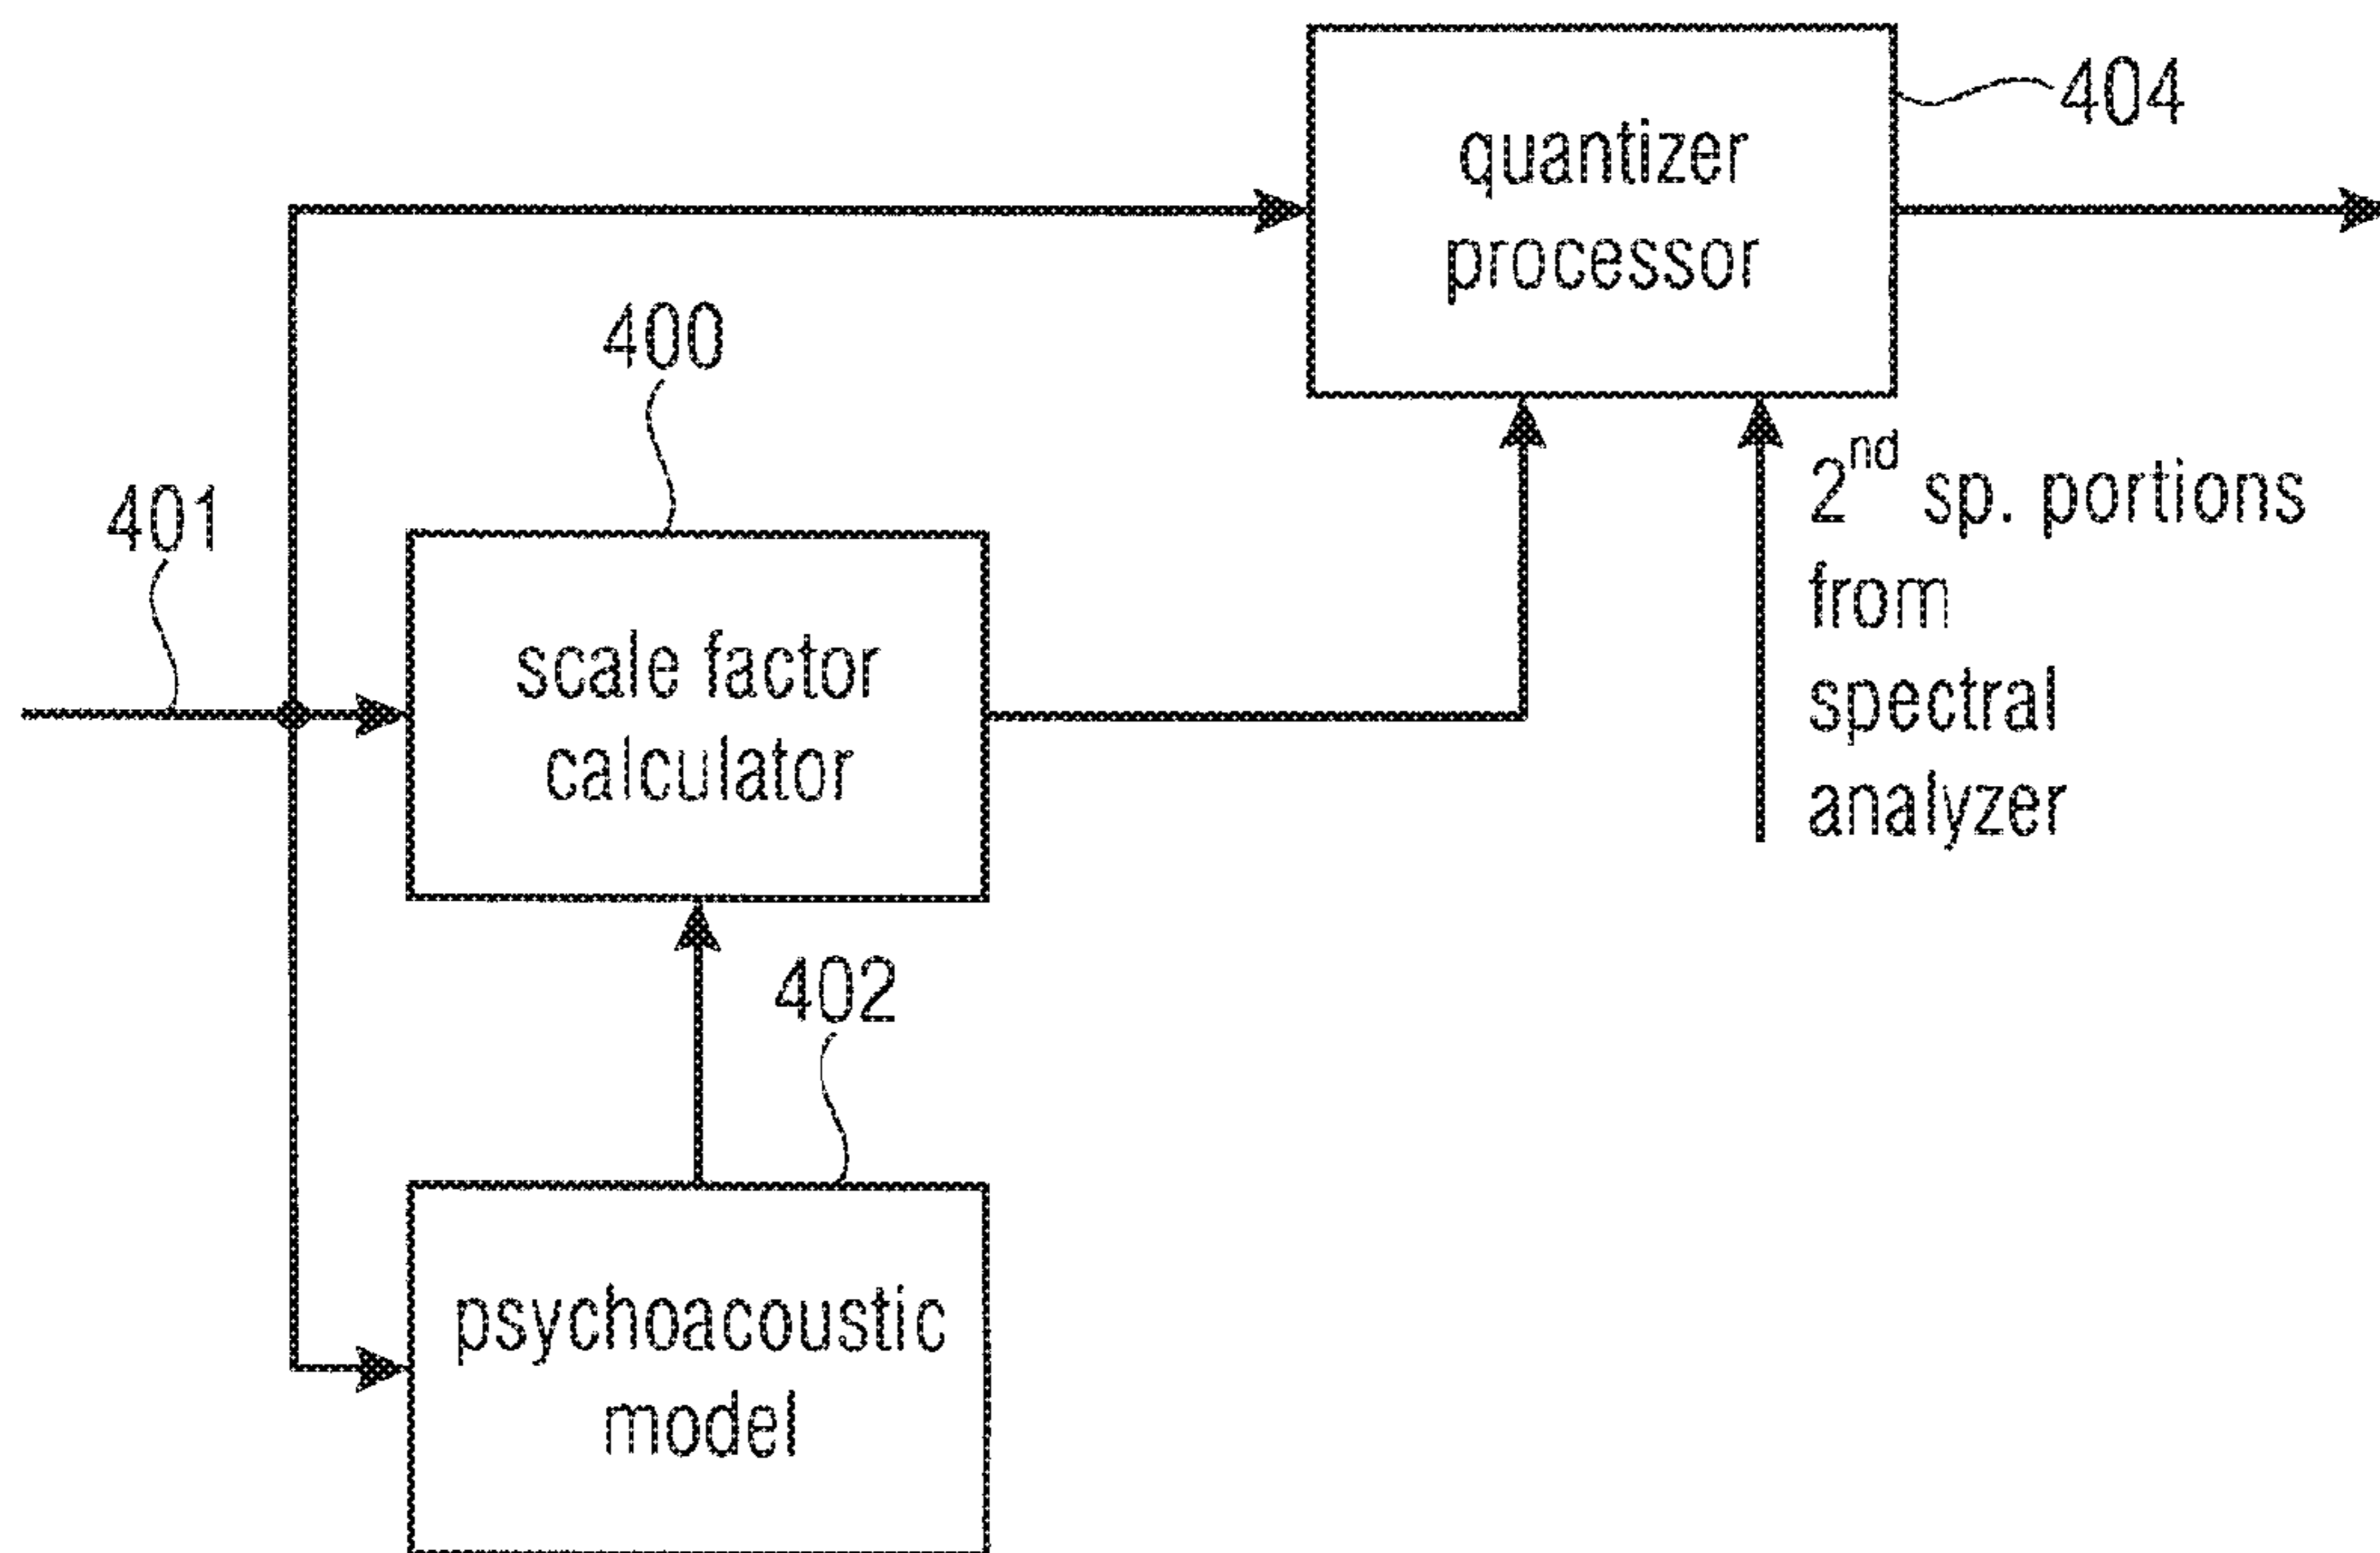 404
quantizer
processor
400
401
2nd sp. portions
from
spectral
analyzer
scale factor
calculator
402
psychoacoustic
model